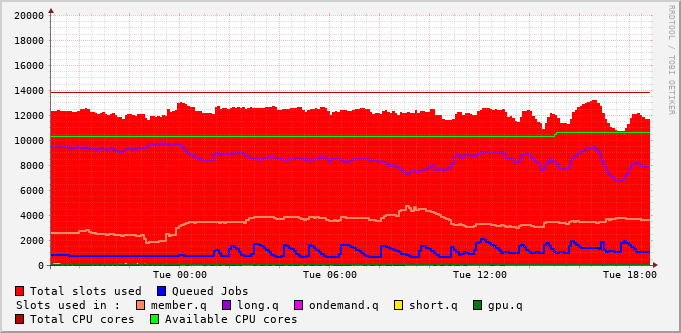 20000
18000
16000
14000
12000
10000
8000
6000
4000
2000
0
Tue 00:00 Tue 06:00 Tue 12:00 Tue 18:00
Total slots used Queued Jobs
Slots used in : member.q long.q ondemand.q short.q gpu.q
Total CPU cores Available CPU cores
RRDTOOL / TOBI OETIKER